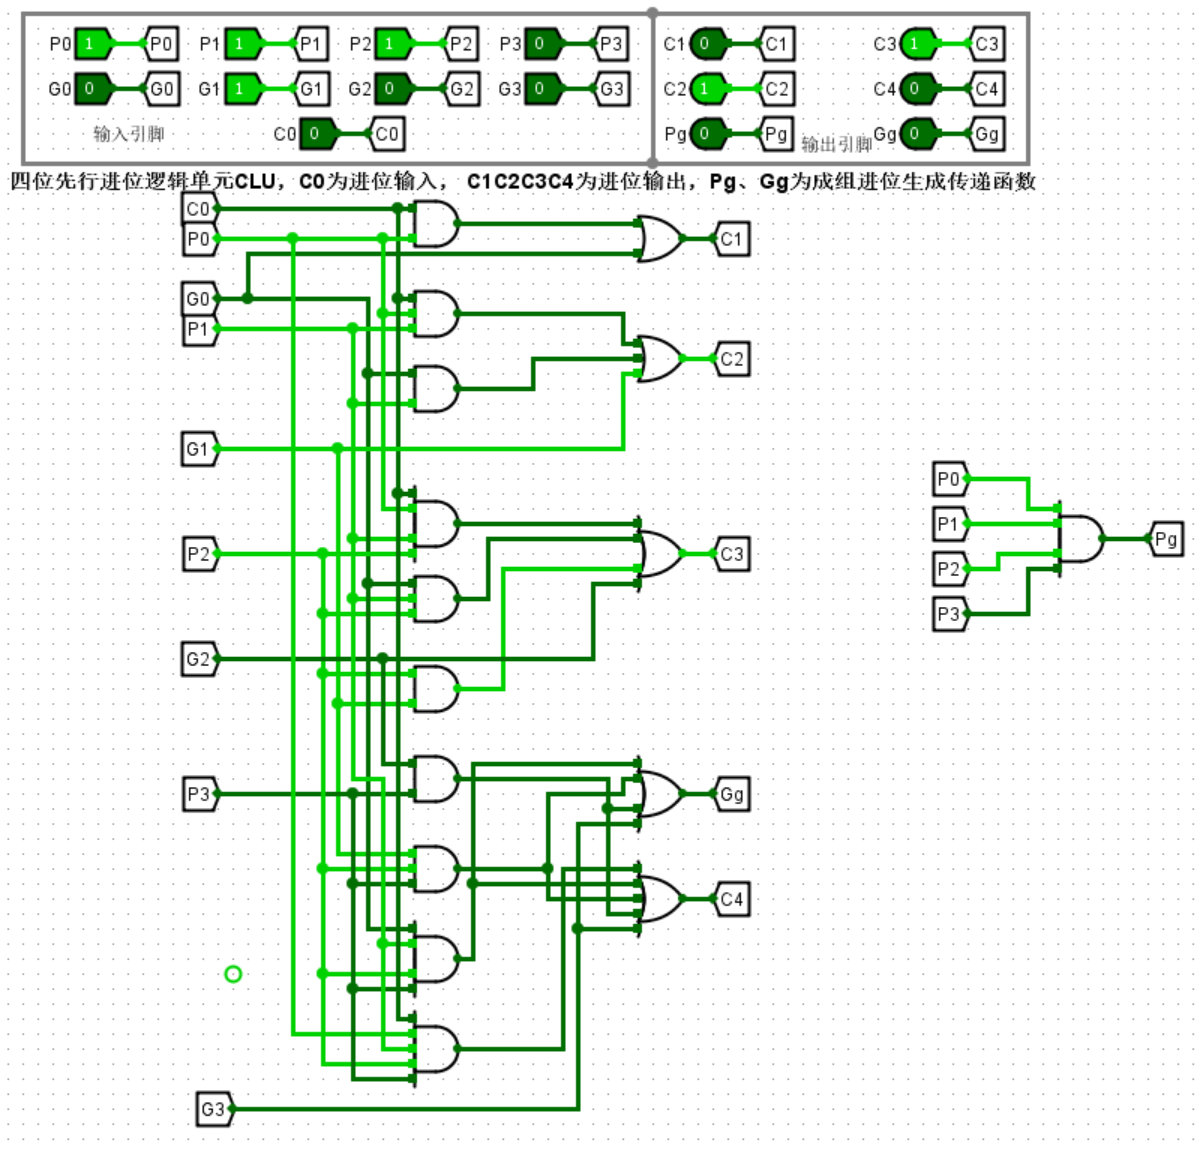 P0 1 P0 P1 1 P1 P2 1 P2 P3 0 P3 C1 0 C1 C3 1 C3
G0 0 G0 G1 1 G1 G2 0 G2 G3 0 G3 C2 1 C2 C4 0 C4
输入引脚 C0 0 C0 Pg 0 Pg 输出引脚 Gg 0 Gg
四位先行进位逻辑单元CLU，C0为进位输入， C1C2C3C4为进位输出，Pg、Gg为成组进位生成传递函数
C0
P0 C1
G0
P1 C2
G1
P0
P1 Pg
P2 C3
P2
P3
G2
P3 Gg
C4
G3